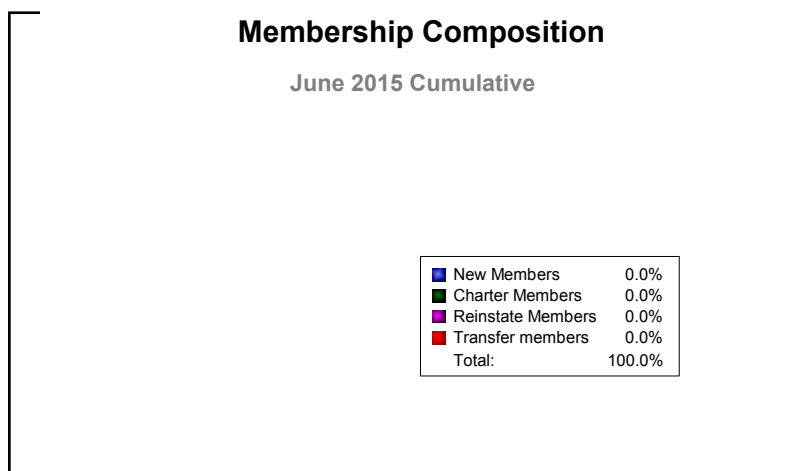 Membership Composition
June 2015 Cumulative
New Members 0.0%
Charter Members 0.0%
Reinstate Members 0.0%
Transfer members 0.0%
Total: 100.0%